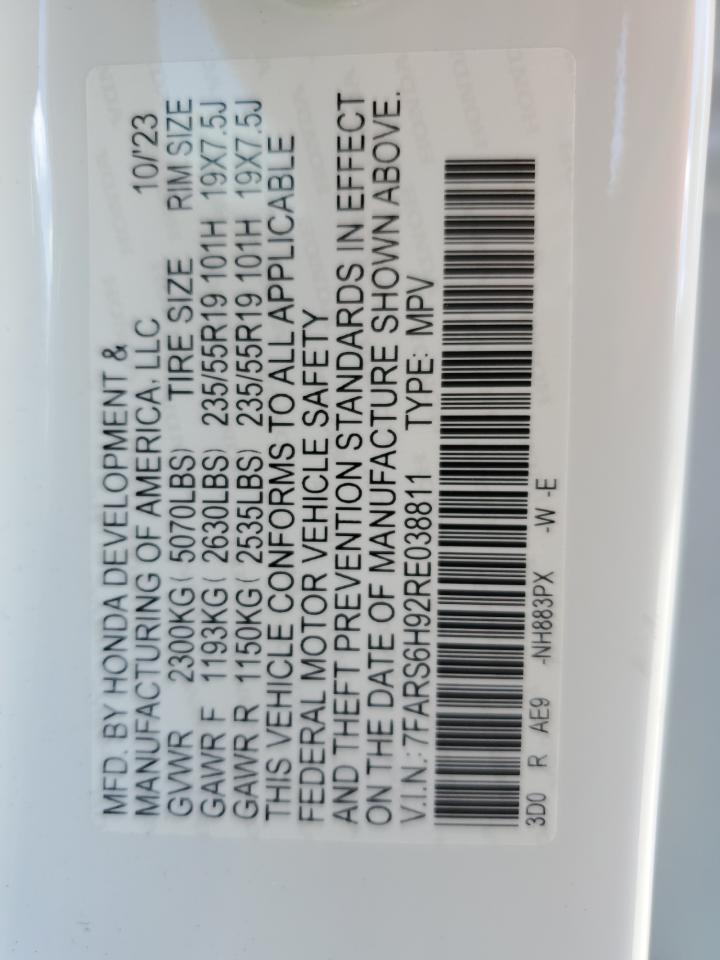 MFD. BY HONDA DEVELOPMENT &
MANUFACTURING OF AMERICA, LLC 10/'23
GVWR 2300KG( 5070LBS) TIRE SIZE RIM SIZE
GAWR F 1193KG( 2630LBS) 235/55R19 101H 19X7.5J
GAWR R 1150KG( 2535LBS) 235/55R19 101H 19X7.5J
THIS VEHICLE CONFORMS TO ALL APPLICABLE
FEDERAL MOTOR VEHICLE SAFETY
AND THEFT PREVENTION STANDARDS IN EFFECT
ON THE DATE OF MANUFACTURE SHOWN ABOVE.
V.I.N.: 7FARS6H92RE038811 TYPE: MPV
3D0 R AE9 -NH883PX -W -E